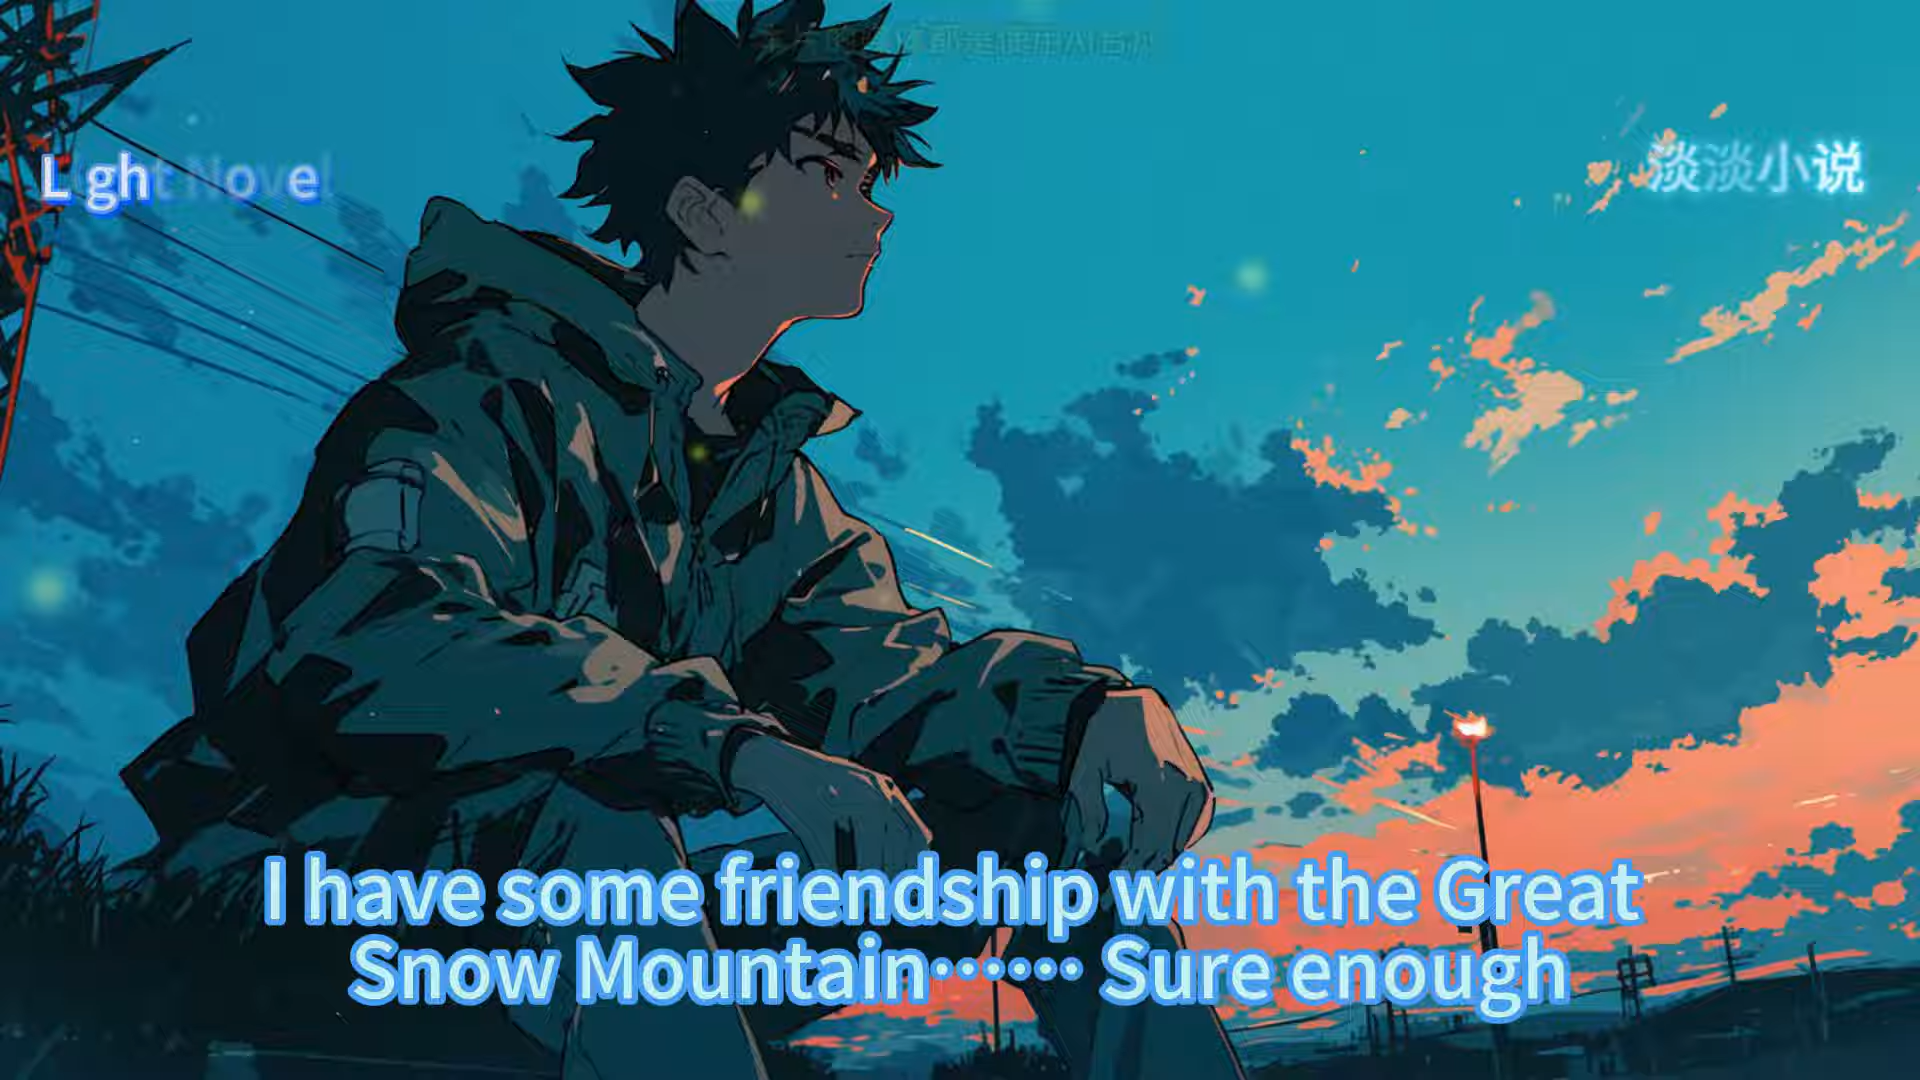 Light Novel
淡淡小说
I have some friendship with the Great
Snow Mountain…… Sure enough